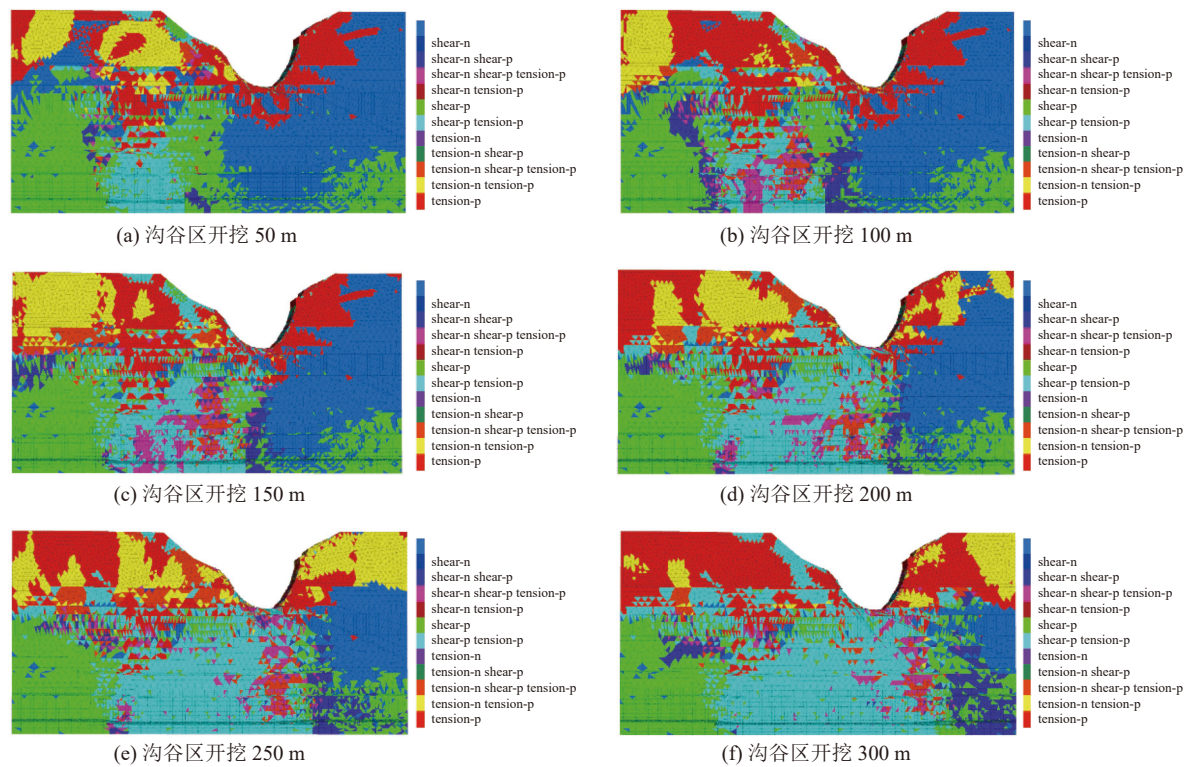 shear-n
shear-n shear-p
shear-n shear-p tension-p
shear-n tension-p
shear-p
shear-p tension-p
tension-n
tension-n shear-p
tension-n shear-p tension-p
tension-n tension-p
tension-p
(a) 沟谷区开挖 50 m
shear-n
shear-n shear-p
shear-n shear-p tension-p
shear-n tension-p
shear-p
shear-p tension-p
tension-n
tension-n shear-p
tension-n shear-p tension-p
tension-n tension-p
tension-p
(b) 沟谷区开挖 100 m
shear-n
shear-n shear-p
shear-n shear-p tension-p
shear-n tension-p
shear-p
shear-p tension-p
tension-n
tension-n shear-p
tension-n shear-p tension-p
tension-n tension-p
tension-p
(c) 沟谷区开挖 150 m
shear-n
shear-n shear-p
shear-n shear-p tension-p
shear-n tension-p
shear-p
shear-p tension-p
tension-n
tension-n shear-p
tension-n shear-p tension-p
tension-n tension-p
tension-p
(d) 沟谷区开挖 200 m
shear-n
shear-n shear-p
shear-n shear-p tension-p
shear-n tension-p
shear-p
shear-p tension-p
tension-n
tension-n shear-p
tension-n shear-p tension-p
tension-n tension-p
tension-p
(e) 沟谷区开挖 250 m
shear-n
shear-n shear-p
shear-n shear-p tension-p
shear-n tension-p
shear-p
shear-p tension-p
tension-n
tension-n shear-p
tension-n shear-p tension-p
tension-n tension-p
tension-p
(f) 沟谷区开挖 300 m